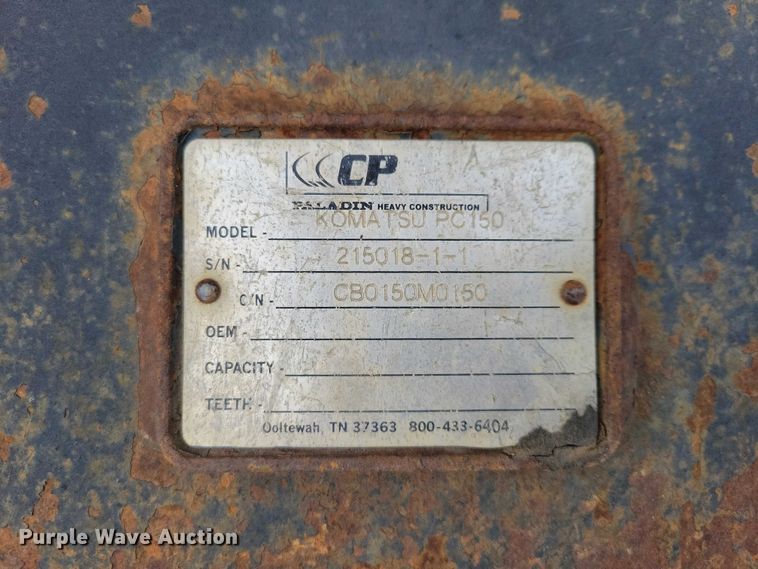 CP
PALADIN HEAVY CONSTRUCTION
MODEL - KOMATSU PC150
S/N - 215018-1-1
C/N - CB0150M0150
OEM -
CAPACITY -
TEETH -
Ooltewah, TN 37363 800-433-6404
Purple Wave Auction